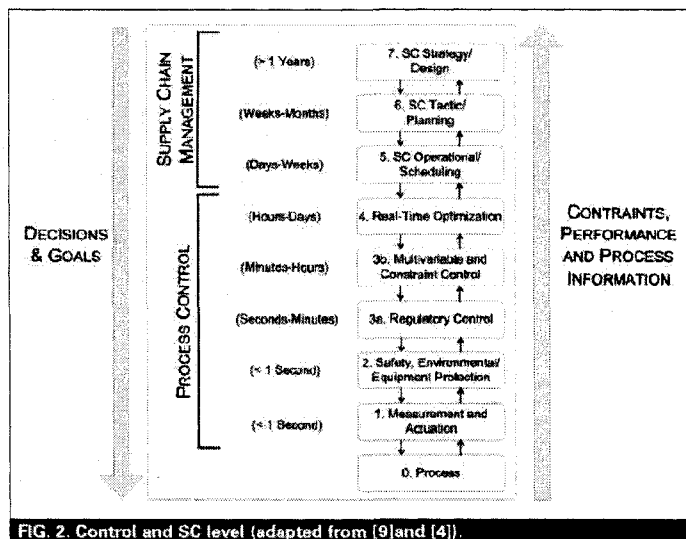 DECISIONS
& GOALS
SUPPLY CHAIN
MANAGEMENT
PROCESS CONTROL
(> 1 Years)
(Weeks-Months)
(Days-Weeks)
(Hours-Days)
(Minutes-Hours)
(Seconds-Minutes)
(< 1 Second)
(< 1 Second)
7. SC Strategy/
Design
6. SC Tactic/
Planning
5. SC Operational/
Scheduling
4. Real-Time Optimization
3b. Multivariable and
Constraint Control
3a. Regulatory Control
2. Safety, Environmental/
Equipment Protection
1. Measurement and
Actuation
0. Process
CONTRAINTS,
PERFORMANCE
AND PROCESS
INFORMATION
FIG. 2. Control and SC level (adapted from [9]and [4]).